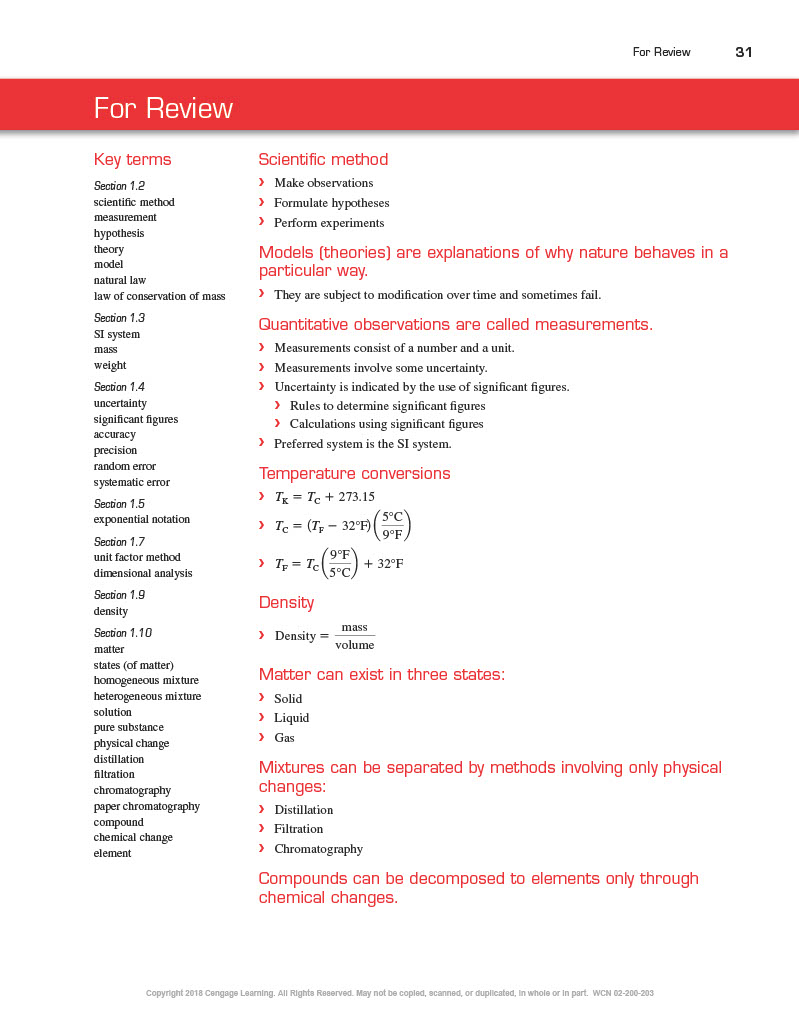 For Review 31
For Review
Key terms
Section 1.2
scientific method
measurement
hypothesis
theory
model
natural law
law of conservation of mass
Section 1.3
SI system
mass
weight
Section 1.4
uncertainty
significant figures
accuracy
precision
random error
systematic error
Section 1.5
exponential notation
Section 1.7
unit factor method
dimensional analysis
Section 1.9
density
Section 1.10
matter
states (of matter)
homogeneous mixture
heterogeneous mixture
solution
pure substance
physical change
distillation
filtration
chromatography
paper chromatography
compound
chemical change
element
Scientific method
› Make observations
› Formulate hypotheses
› Perform experiments
Models (theories) are explanations of why nature behaves in a
particular way.
› They are subject to modification over time and sometimes fail.
Quantitative observations are called measurements.
› Measurements consist of a number and a unit.
› Measurements involve some uncertainty.
› Uncertainty is indicated by the use of significant figures.
› Rules to determine significant figures
› Calculations using significant figures
› Preferred system is the SI system.
Temperature conversions
› T_K = T_C + 273.15
› T_C = (T_F − 32°F)(5°C/9°F)
› T_F = T_C(9°F/5°C) + 32°F
Density
› Density = mass/volume
Matter can exist in three states:
› Solid
› Liquid
› Gas
Mixtures can be separated by methods involving only physical
changes:
› Distillation
› Filtration
› Chromatography
Compounds can be decomposed to elements only through
chemical changes.
Copyright 2018 Cengage Learning. All Rights Reserved. May not be copied, scanned, or duplicated, in whole or in part. WCN 02-200-203